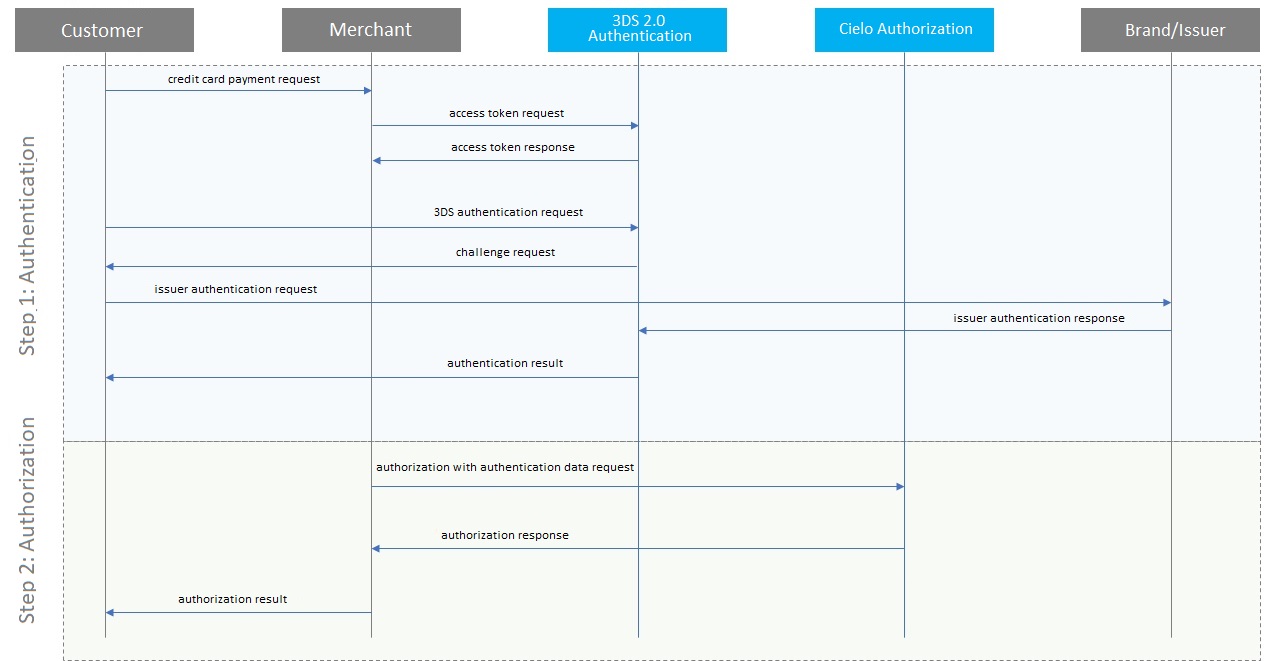 Customer
Merchant
3DS 2.0
Authentication
Cielo Authorization
Brand/Issuer
Step 1: Authentication
credit card payment request
access token request
access token response
3DS authentication request
challenge request
issuer authentication request
issuer authentication response
authentication result
Step 2: Authorization
authorization with authentication data request
authorization response
authorization result